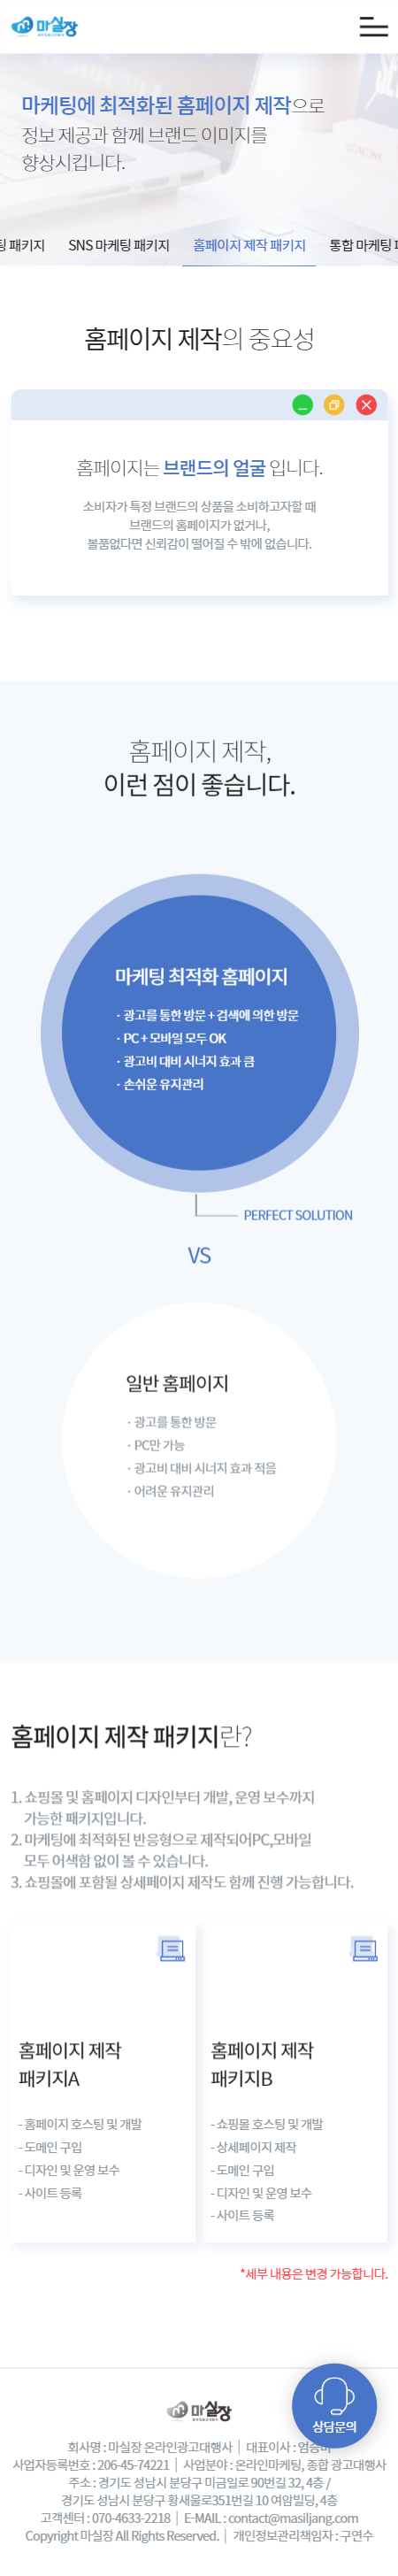 마실장
마케팅에 최적화된 홈페이지 제작으로
정보 제공과 함께 브랜드 이미지를
향상시킵니다.
팅 패키지 SNS 마케팅 패키지 홈페이지 제작 패키지 통합 마케팅
홈페이지 제작의 중요성
홈페이지는 브랜드의 얼굴 입니다.
소비자가 특정 브랜드의 상품을 소비하고자할 때
브랜드의 홈페이지가 없거나,
볼품없다면 신뢰감이 떨어질 수 밖에 없습니다.
홈페이지 제작,
이런 점이 좋습니다.
마케팅 최적화 홈페이지
· 광고를 통한 방문 + 검색에 의한 방문
· PC + 모바일 모두 OK
· 광고비 대비 시너지 효과 큼
· 손쉬운 유지관리
PERFECT SOLUTION
VS
일반 홈페이지
· 광고를 통한 방문
· PC만 가능
· 광고비 대비 시너지 효과 적음
· 어려운 유지관리
홈페이지 제작 패키지란?
1. 쇼핑몰 및 홈페이지 디자인부터 개발, 운영 보수까지
가능한 패키지입니다.
2. 마케팅에 최적화된 반응형으로 제작되어PC,모바일
모두 어색함 없이 볼 수 있습니다.
3. 쇼핑몰에 포함될 상세페이지 제작도 함께 진행 가능합니다.
홈페이지 제작
패키지A
- 홈페이지 호스팅 및 개발
- 도메인 구입
- 디자인 및 운영 보수
- 사이트 등록
홈페이지 제작
패키지B
- 쇼핑몰 호스팅 및 개발
- 상세페이지 제작
- 도메인 구입
- 디자인 및 운영 보수
- 사이트 등록
*세부 내용은 변경 가능합니다.
마실장
상담문의
회사명 : 마실장 온라인광고대행사 | 대표이사 :
사업자등록번호 : 206-45-74221 | 사업분야 : 온라인마케팅, 종합 광고대행사
주소 : 경기도 성남시 분당구 미금일로 90번길 32, 4층 /
경기도 성남시 분당구 황새울로351번길 10 여암빌딩, 4층
고객센터 : 070-4633-2218 | E-MAIL : contact@masiljang.com
Copyright 마실장 All Rights Reserved. | 개인정보관리책임자 : 구연수